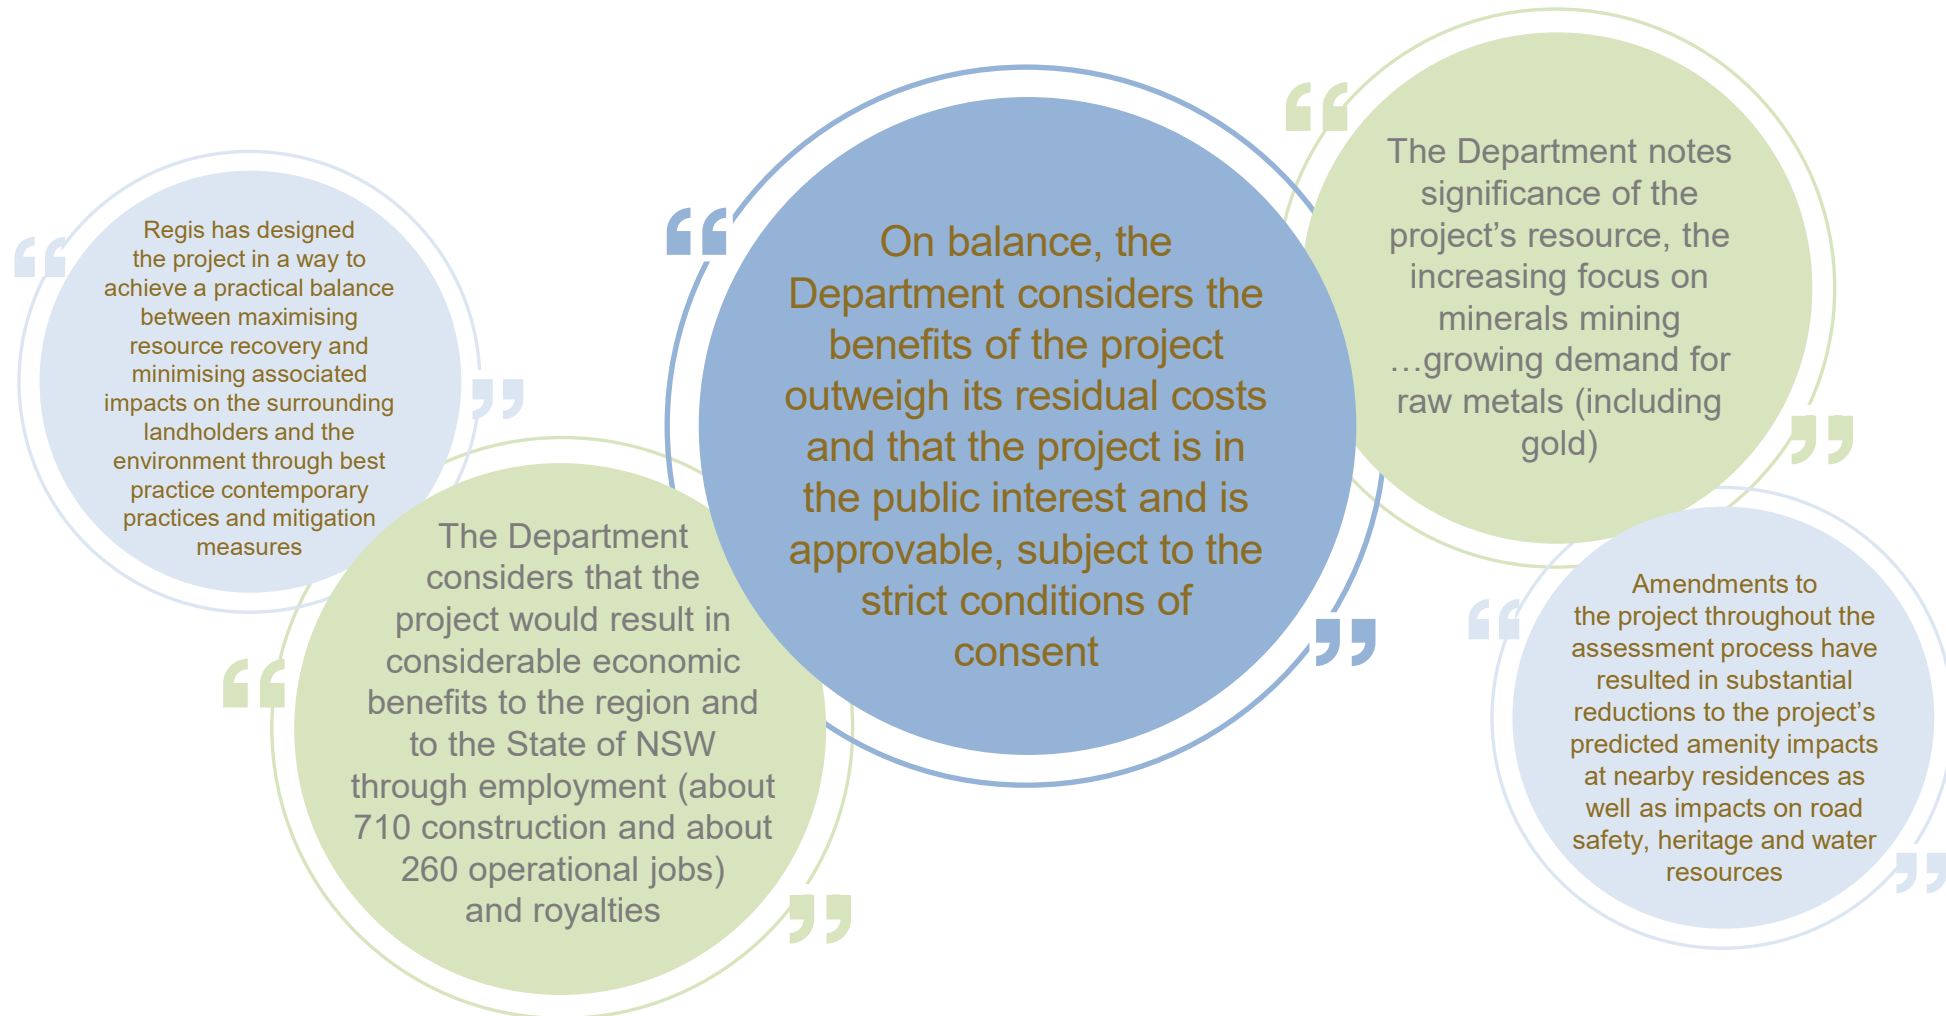 Regis has designed
the project in a way to
achieve a practical balance
between maximising
resource recovery and
minimising associated
impacts on the surrounding
landholders and the
environment through best
practice contemporary
practices and mitigation
measures
The Department
considers that the
project would result in
considerable economic
benefits to the region and
to the State of NSW
through employment (about
710 construction and about
260 operational jobs)
and royalties
On balance, the
Department considers the
benefits of the project
outweigh its residual costs
and that the project is in
the public interest and is
approvable, subject to the
strict conditions of
consent
The Department notes
significance of the
project’s resource, the
increasing focus on
minerals mining
…growing demand for
raw metals (including
gold)
Amendments to
the project throughout the
assessment process have
resulted in substantial
reductions to the project’s
predicted amenity impacts
at nearby residences as
well as impacts on road
safety, heritage and water
resources